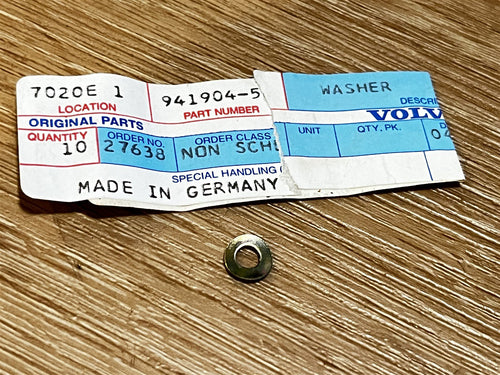 7020E 1 941904-5 WASHER
LOCATION PART NUMBER
ORIGINAL PARTS VOLV
QUANTITY ORDER NO. ORDER CLASS UNIT QTY. PK.
10 27638 NON SCH
SPECIAL HANDLING
MADE IN GERMANY